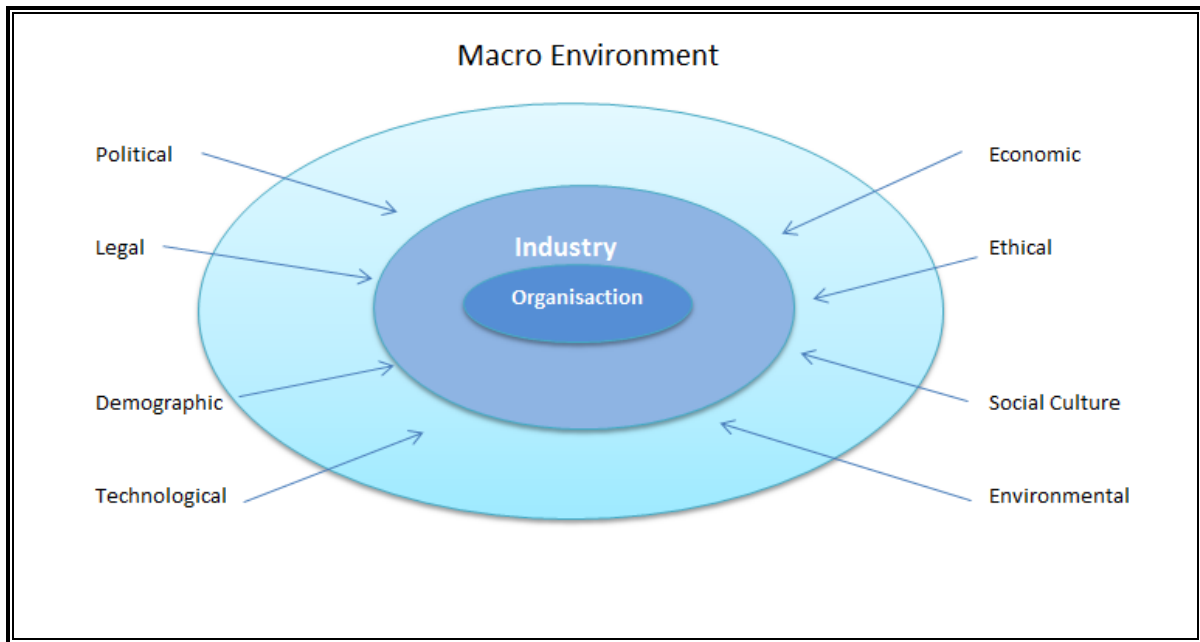 Macro Environment
Political
Economic
Legal
Industry
Ethical
Organisaction
Demographic
Social Culture
Technological
Environmental